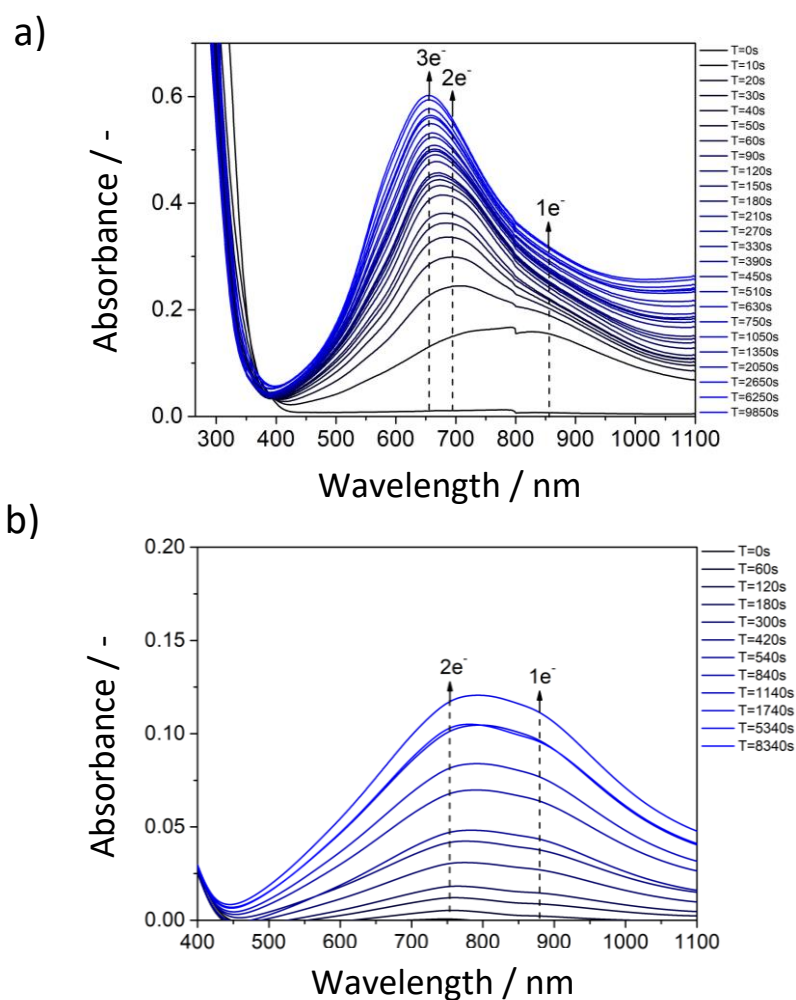 a)
Absorbance / -
0.6
0.4
0.2
0.0
3e-
2e-
1e-
300 400 500 600 700 800 900 1000 1100
Wavelength / nm
T=0s
T=10s
T=20s
T=30s
T=40s
T=50s
T=60s
T=90s
T=120s
T=150s
T=180s
T=210s
T=270s
T=330s
T=390s
T=450s
T=510s
T=630s
T=750s
T=1050s
T=1350s
T=2050s
T=2650s
T=6250s
T=9850s
b)
Absorbance / -
0.20
0.15
0.10
0.05
0.00
2e-
1e-
400 500 600 700 800 900 1000 1100
Wavelength / nm
T=0s
T=60s
T=120s
T=180s
T=300s
T=420s
T=540s
T=840s
T=1140s
T=1740s
T=5340s
T=8340s